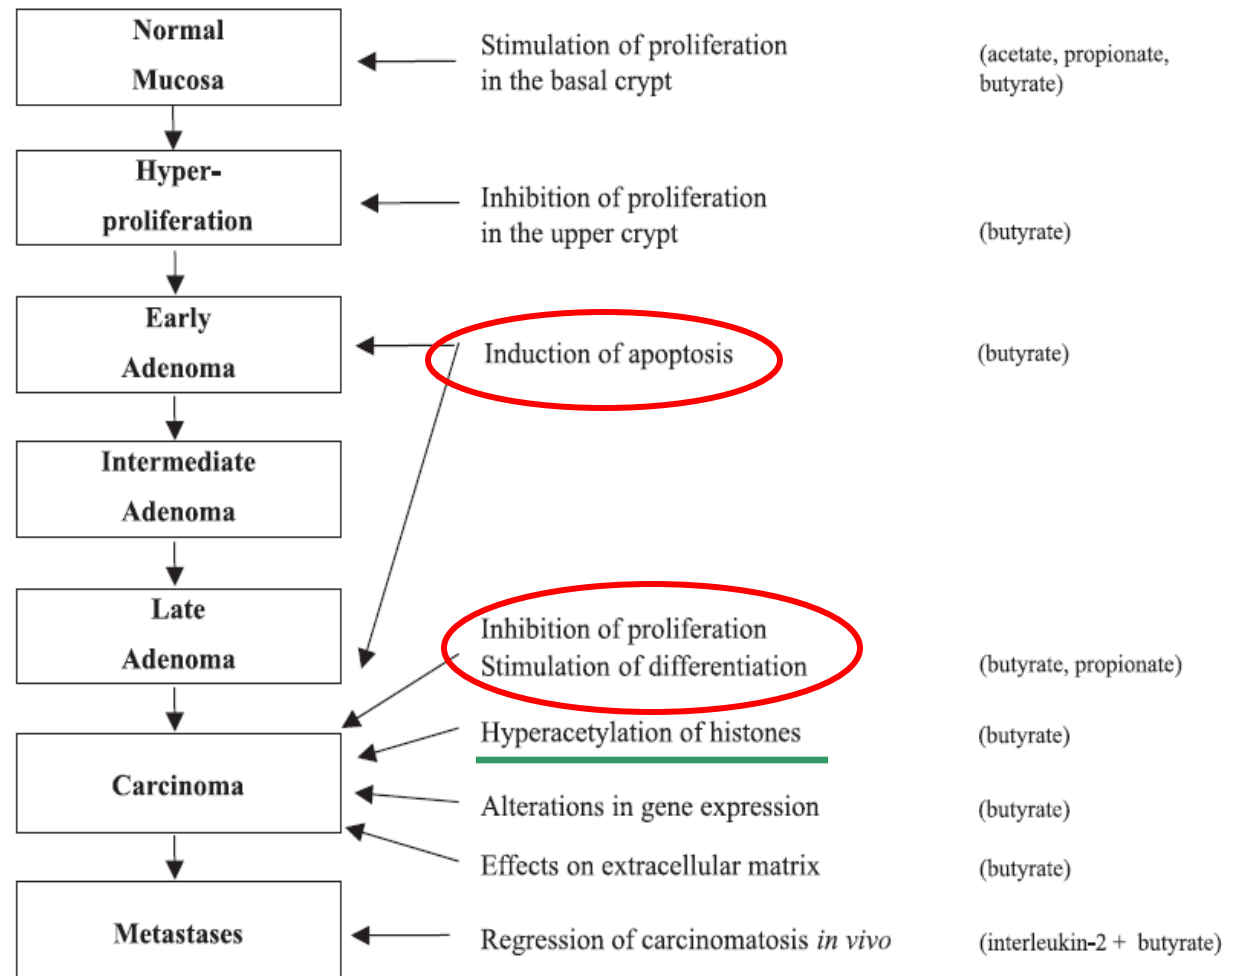 Normal
Mucosa
Stimulation of proliferation
in the basal crypt
(acetate, propionate,
butyrate)
Hyper-
proliferation
Inhibition of proliferation
in the upper crypt
(butyrate)
Early
Adenoma
Induction of apoptosis
(butyrate)
Intermediate
Adenoma
Late
Adenoma
Inhibition of proliferation
Stimulation of differentiation
(butyrate, propionate)
Carcinoma
Hyperacetylation of histones
(butyrate)
Alterations in gene expression
(butyrate)
Effects on extracellular matrix
(butyrate)
Metastases
Regression of carcinomatosis in vivo
(interleukin-2 + butyrate)